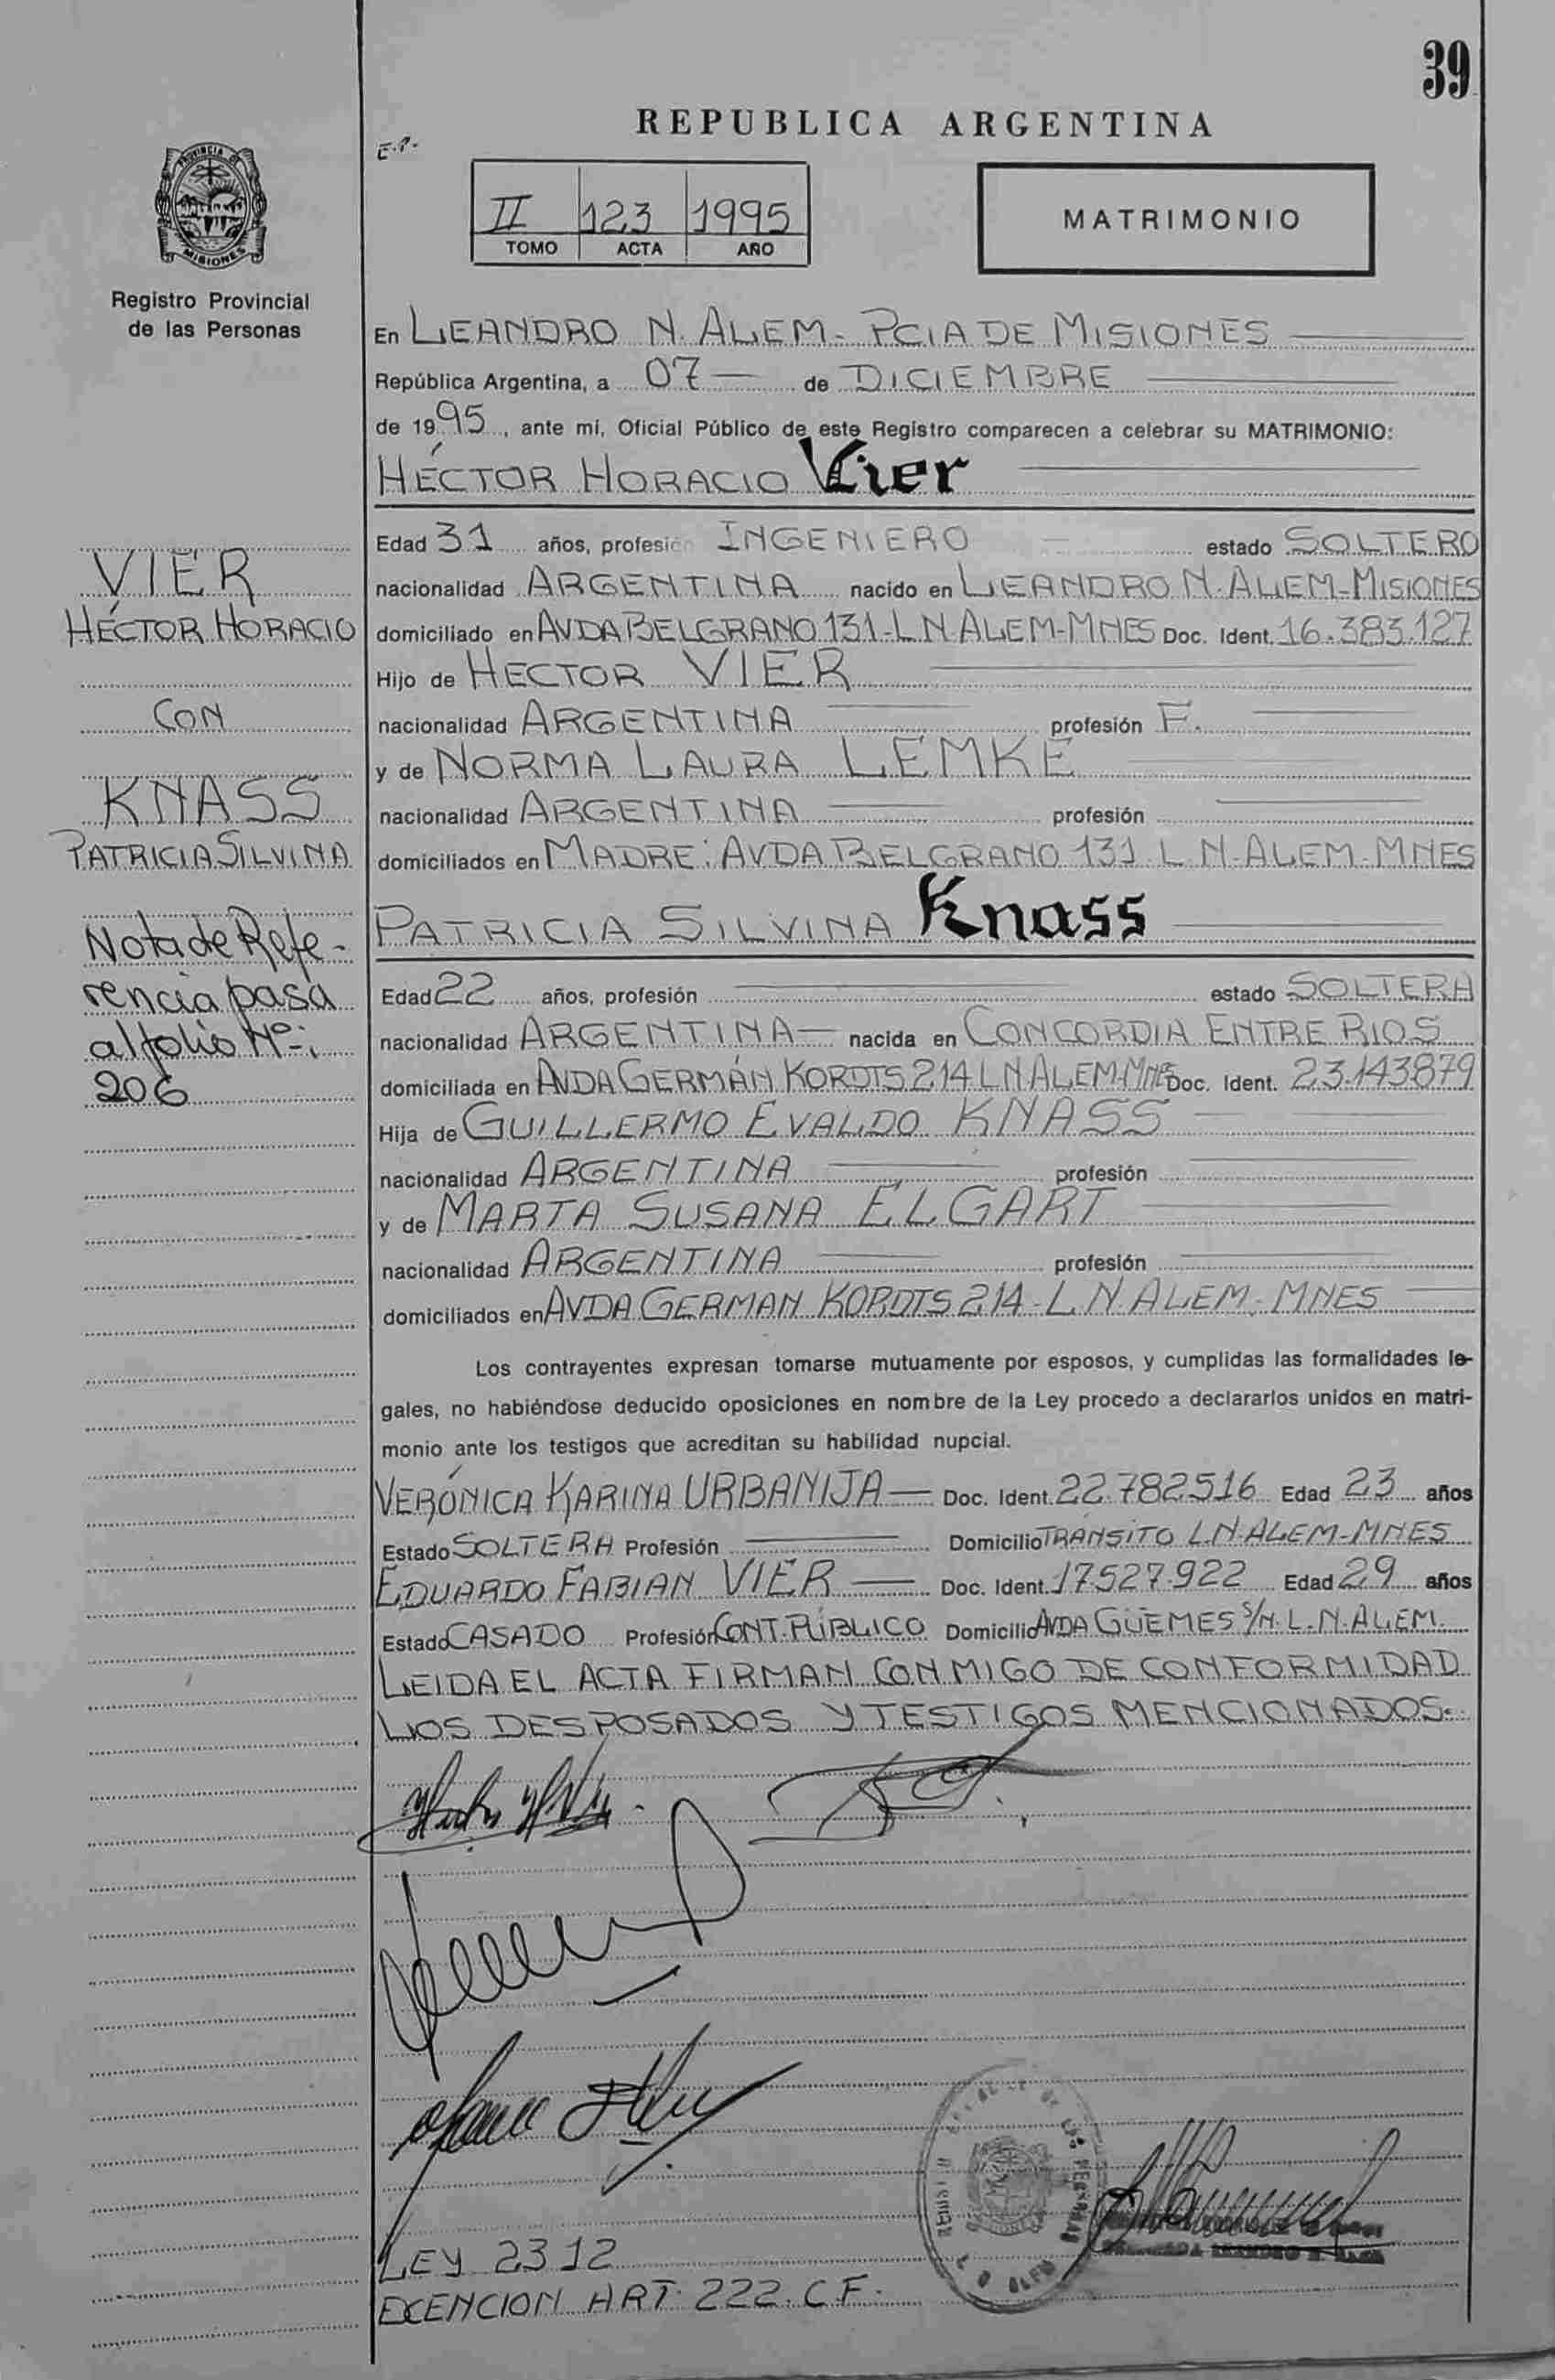 39
REPUBLICA ARGENTINA
E.P.
II 123 1995
TOMO ACTA AÑO
MATRIMONIO
PROVINCIA DE
MISIONES
Registro Provincial
de las Personas
VIER
HÉCTOR HORACIO
CON
KNASS
PATRICIA SILVINA
Nota de Refe-
rencia pasa
al folio Nº:
206
En LEANDRO N. ALEM - PCIA DE MISIONES
República Argentina, a 07 de DICIEMBRE
de 1995, ante mí, Oficial Público de este Registro comparecen a celebrar su MATRIMONIO:
HÉCTOR HORACIO Vier
Edad 31 años, profesión INGENIERO estado SOLTERO
nacionalidad ARGENTINA nacido en LEANDRO N. ALEM-MISIONES
domiciliado en AVDA BELGRANO 131-L N ALEM-MNES Doc. Ident. 16.383.127
Hijo de HECTOR VIER
nacionalidad ARGENTINA profesión F.
y de NORMA LAURA LEMKE
nacionalidad ARGENTINA profesión
domiciliados en MADRE: AVDA BELGRANO 131-L N-ALEM-MNES
PATRICIA SILVINA Knass
Edad 22 años, profesión estado SOLTERA
nacionalidad ARGENTINA nacida en CONCORDIA ENTRE RIOS
domiciliada en AVDA GERMÁN KORDTS 214 L N ALEM-MNES Doc. Ident. 23.143879
Hija de GUILLERMO EVALDO KNASS
nacionalidad ARGENTINA profesión
y de MARTA SUSANA ELGART
nacionalidad ARGENTINA profesión
domiciliados en AVDA GERMAN KORDTS 214-L N ALEM-MNES
Los contrayentes expresan tomarse mutuamente por esposos, y cumplidas las formalidades le-
gales, no habiéndose deducido oposiciones en nombre de la Ley procedo a declararlos unidos en matri-
monio ante los testigos que acreditan su habilidad nupcial.
VERÓNICA KARINA URBANIJA Doc. Ident. 22.782516 Edad 23 años
Estado SOLTERA Profesión Domicilio TRÁNSITO L.N-ALEM-MNES
EDUARDO FABIAN VIER Doc. Ident. 17527.922 Edad 29 años
Estado CASADO Profesión CONT. PÚBLICO Domicilio AVDA GÜEMES S/N. L.N. ALEM.
LEIDA EL ACTA FIRMAN CONMIGO DE CONFORMIDAD
LOS DESPOSADOS Y TESTIGOS MENCIONADOS.
LEY 2312
EXCENCION ART. 222. C.F.